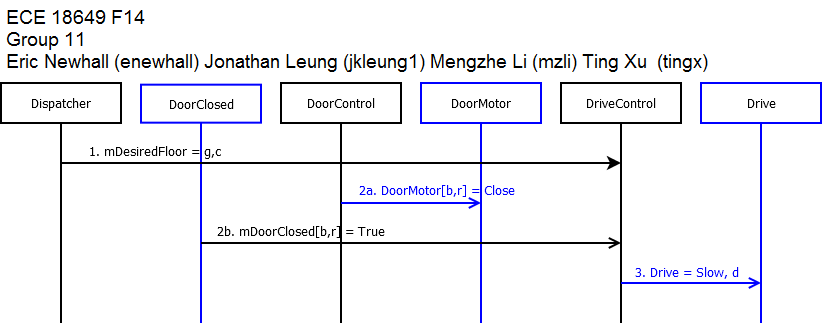 ECE 18649 F14
Group 11
Eric Newhall (enewhall) Jonathan Leung (jkleung1) Mengzhe Li (mzli) Ting Xu (tingx)
Dispatcher DoorClosed DoorControl DoorMotor DriveControl Drive
1. mDesiredFloor = g,c
2a. DoorMotor[b,r] = Close
2b. mDoorClosed[b,r] = True
3. Drive = Slow, d